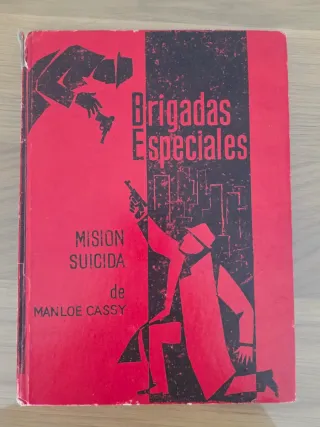 Brigadas
Especiales
MISION
SUICIDA
de
MANLOE CASSY